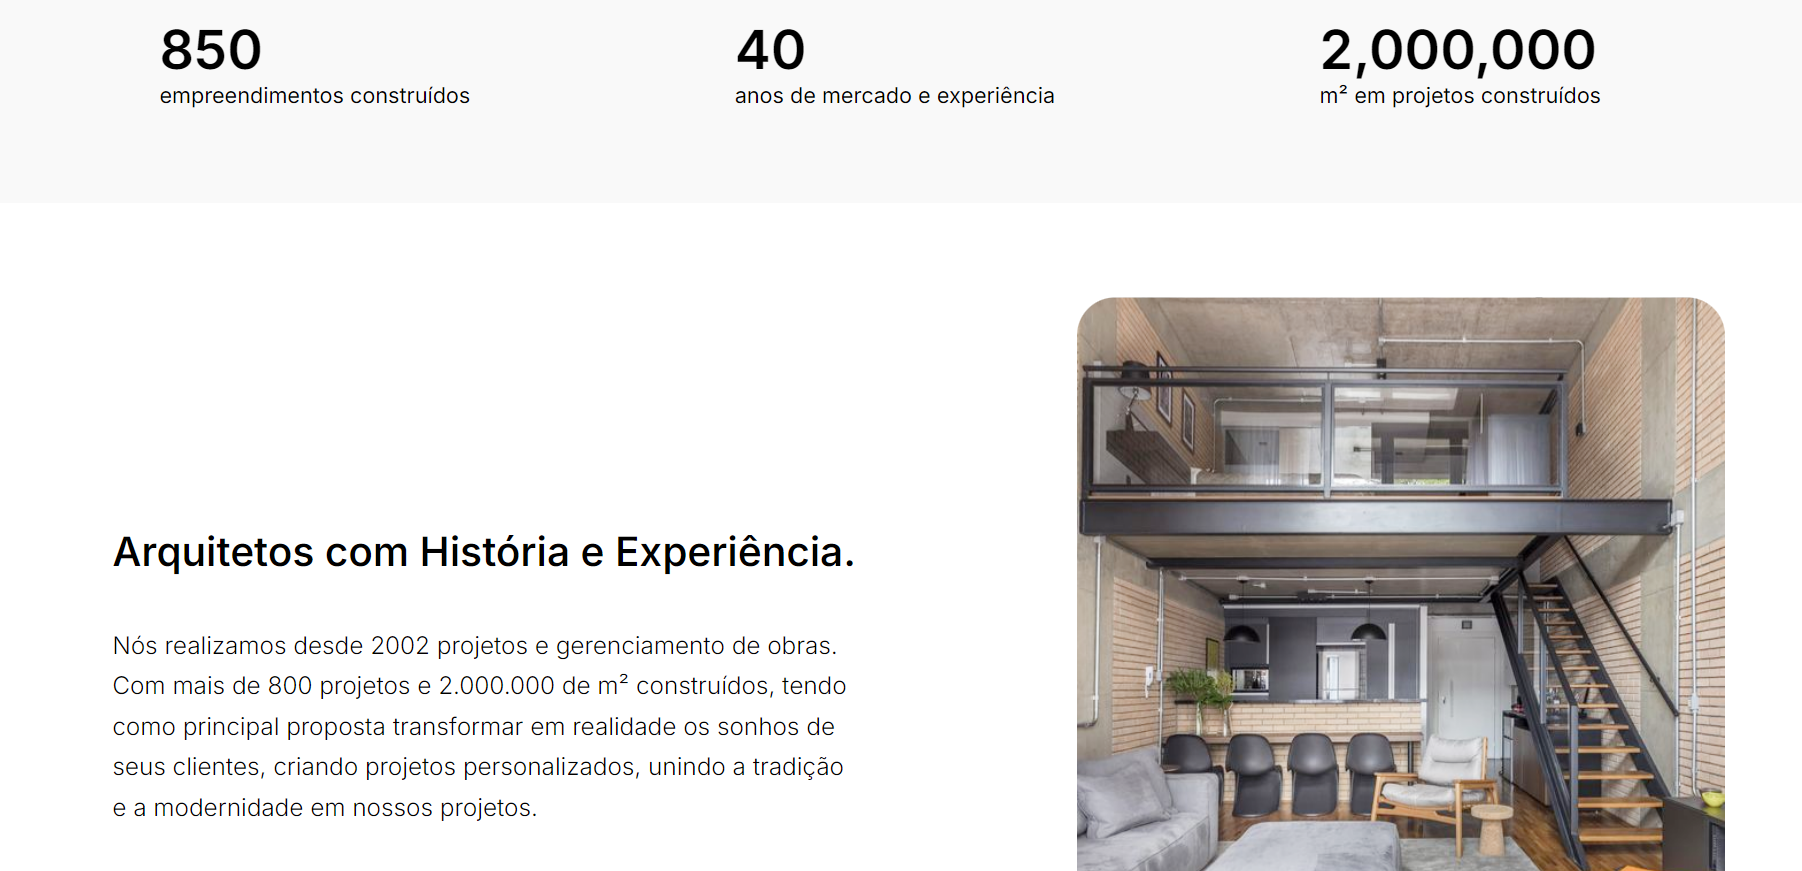 850
empreendimentos construídos
40
anos de mercado e experiência
2,000,000
m² em projetos construídos
Arquitetos com História e Experiência.
Nós realizamos desde 2002 projetos e gerenciamento de obras.
Com mais de 800 projetos e 2.000.000 de m² construídos, tendo
como principal proposta transformar em realidade os sonhos de
seus clientes, criando projetos personalizados, unindo a tradição
e a modernidade em nossos projetos.